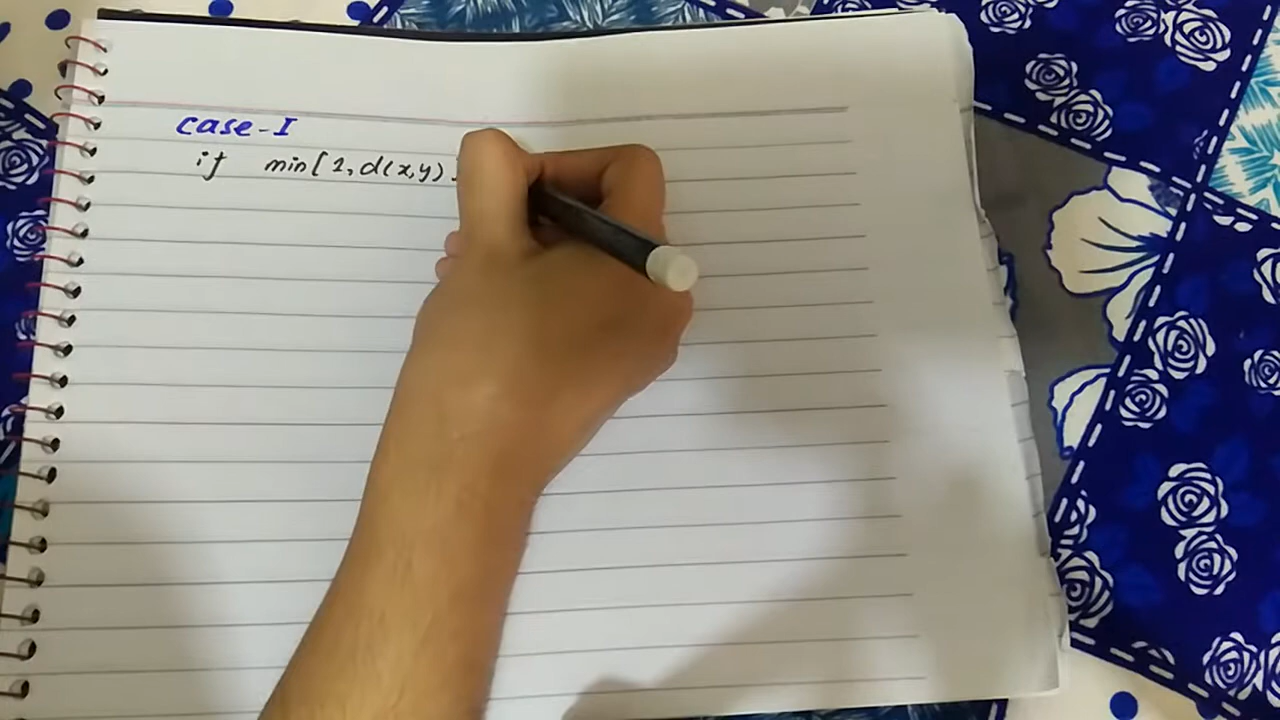 case-I
if min[1, d(x,y)